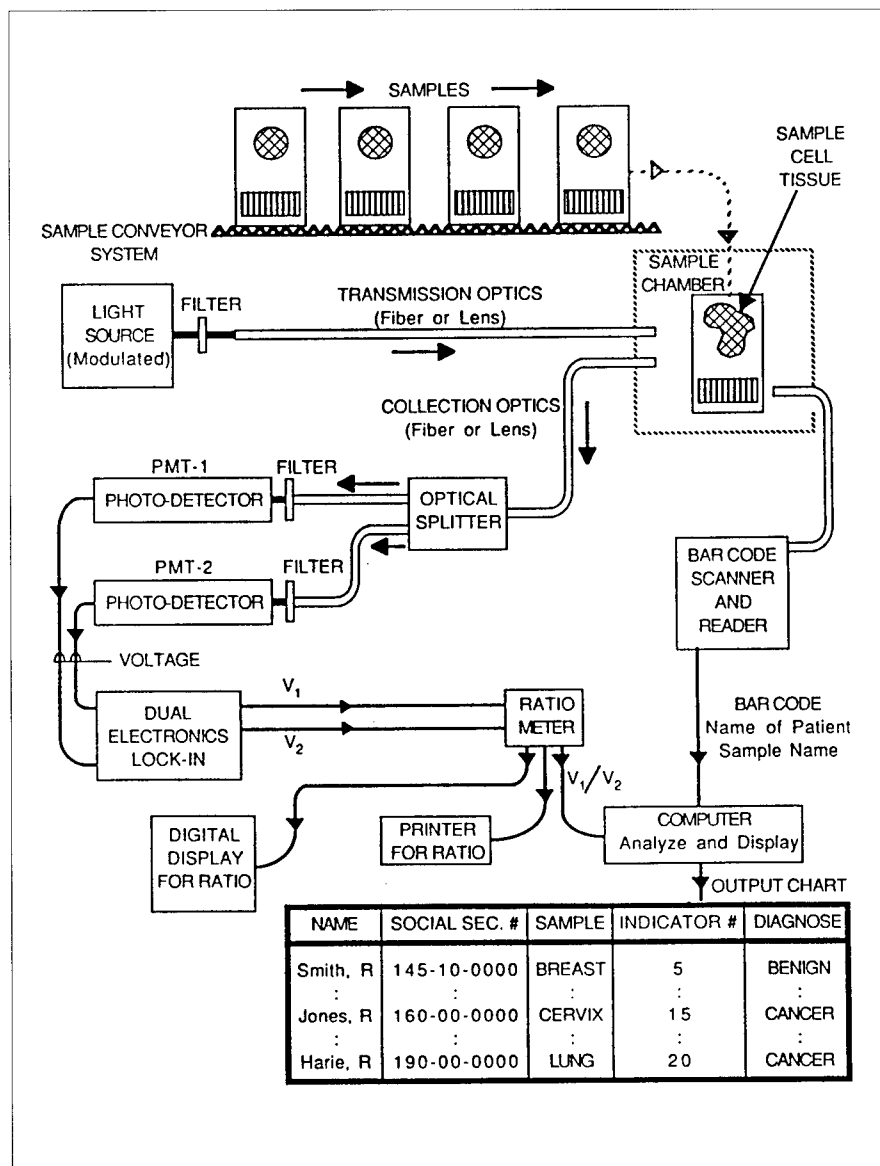 SAMPLES
SAMPLE
CELL
TISSUE
SAMPLE CONVEYOR
SYSTEM
SAMPLE
CHAMBER
LIGHT
SOURCE
(Modulated)
FILTER
TRANSMISSION OPTICS
(Fiber or Lens)
COLLECTION OPTICS
(Fiber or Lens)
PMT-1
FILTER
PHOTO-DETECTOR
OPTICAL
SPLITTER
PMT-2
FILTER
PHOTO-DETECTOR
BAR CODE
SCANNER
AND
READER
VOLTAGE
V1
V2
DUAL
ELECTRONICS
LOCK-IN
RATIO
METER
BAR CODE
Name of Patient
Sample Name
V1/V2
DIGITAL
DISPLAY
FOR RATIO
PRINTER
FOR RATIO
COMPUTER
Analyze and Display
OUTPUT CHART
NAME SOCIAL SEC. # SAMPLE INDICATOR # DIAGNOSE
Smith, R 145-10-0000 BREAST 5 BENIGN
: : : : :
Jones, R 160-00-0000 CERVIX 15 CANCER
: : : : :
Harie, R 190-00-0000 LUNG 20 CANCER